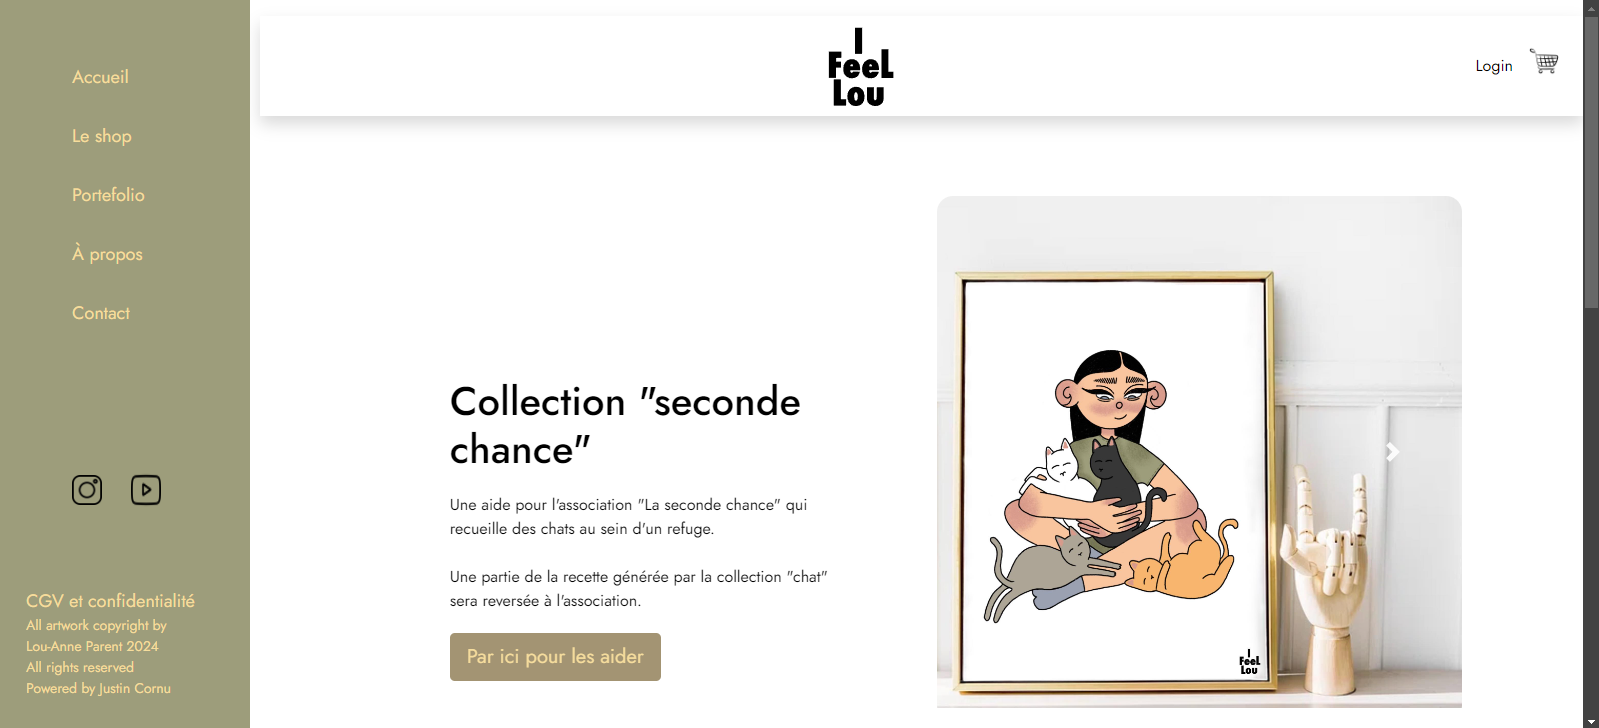 Accueil
Le shop
Portefolio
À propos
Contact
CGV et confidentialité
All artwork copyright by
Lou-Anne Parent 2024
All rights reserved
Powered by Justin Cornu
I
FeeL
Lou
Login
Collection "seconde
chance"
Une aide pour l'association "La seconde chance" qui
recueille des chats au sein d'un refuge.
Une partie de la recette générée par la collection "chat"
sera reversée à l'association.
Par ici pour les aider
I
FeeL
Lou